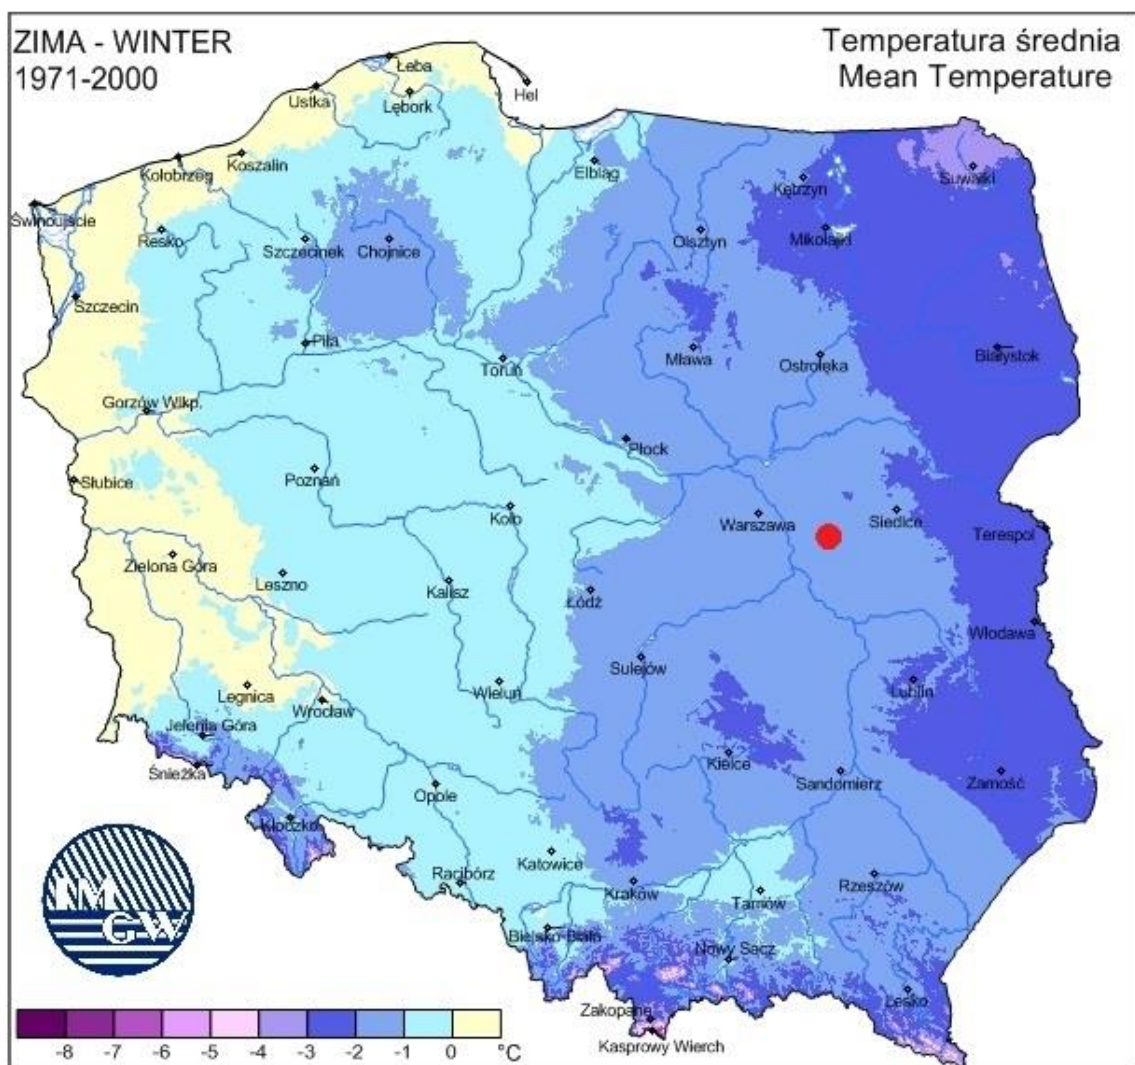 ZIMA - WINTER
1971-2000
Temperatura średnia
Mean Temperature
Łeba
Ustka
Lębork
Hel
Koszalin
Kołobrzeg
Elbląg
Suwałki
Kętrzyn
Świnoujście
Resko
Szczecinek
Chojnice
Olsztyn
Mikołajki
Szczecin
Piła
Toruń
Mława
Ostrołęka
Białystok
Gorzów Wlkp.
Płock
Słubice
Poznań
Koło
Warszawa
Siedlce
Terespol
Zielona Góra
Leszno
Kalisz
Łódź
Włodawa
Sulejów
Legnica
Wrocław
Wieluń
Lublin
Jelenia Góra
Śnieżka
Kielce
Sandomierz
Zamość
Opole
Kłodzko
Katowice
Racibórz
Kraków
Tarnów
Rzeszów
Bielsko-Biała
Nowy Sącz
Lesko
Zakopane
Kasprowy Wierch
IM
GW
-8 -7 -6 -5 -4 -3 -2 -1 0 °C